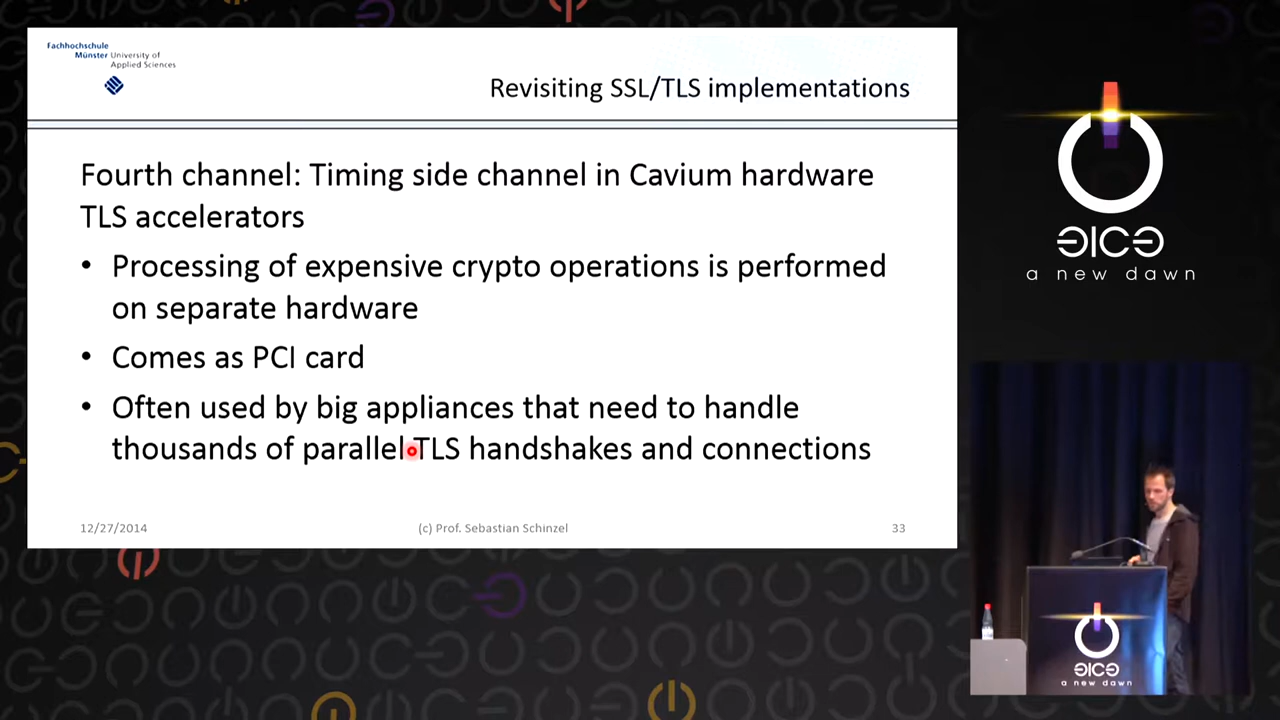 Fachhochschule
Münster University of
Applied Sciences
Revisiting SSL/TLS implementations
Fourth channel: Timing side channel in Cavium hardware
TLS accelerators
• Processing of expensive crypto operations is performed
on separate hardware
• Comes as PCI card
• Often used by big appliances that need to handle
thousands of parallel TLS handshakes and connections
12/27/2014
(c) Prof. Sebastian Schinzel
33
a new dawn
a new dawn